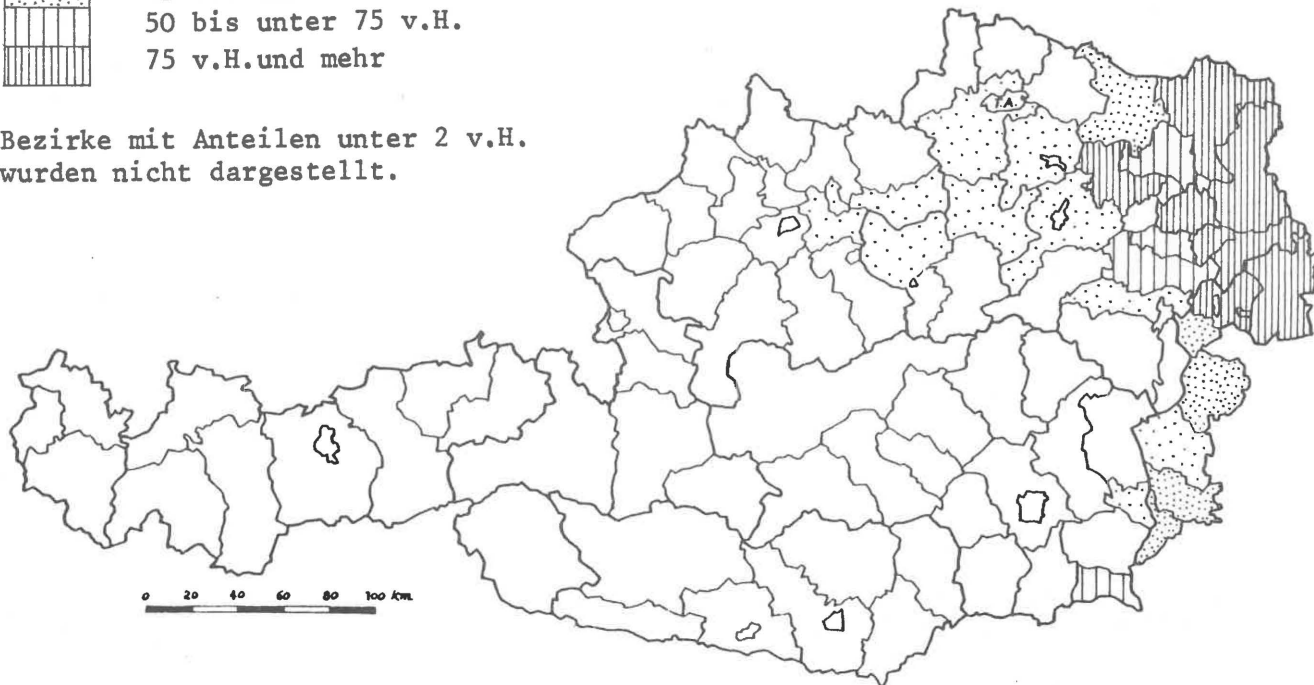 50 bis unter 75 v.H.
75 v.H.und mehr
Bezirke mit Anteilen unter 2 v.H.
wurden nicht dargestellt.
T.A.
0 20 40 60 80 100 km